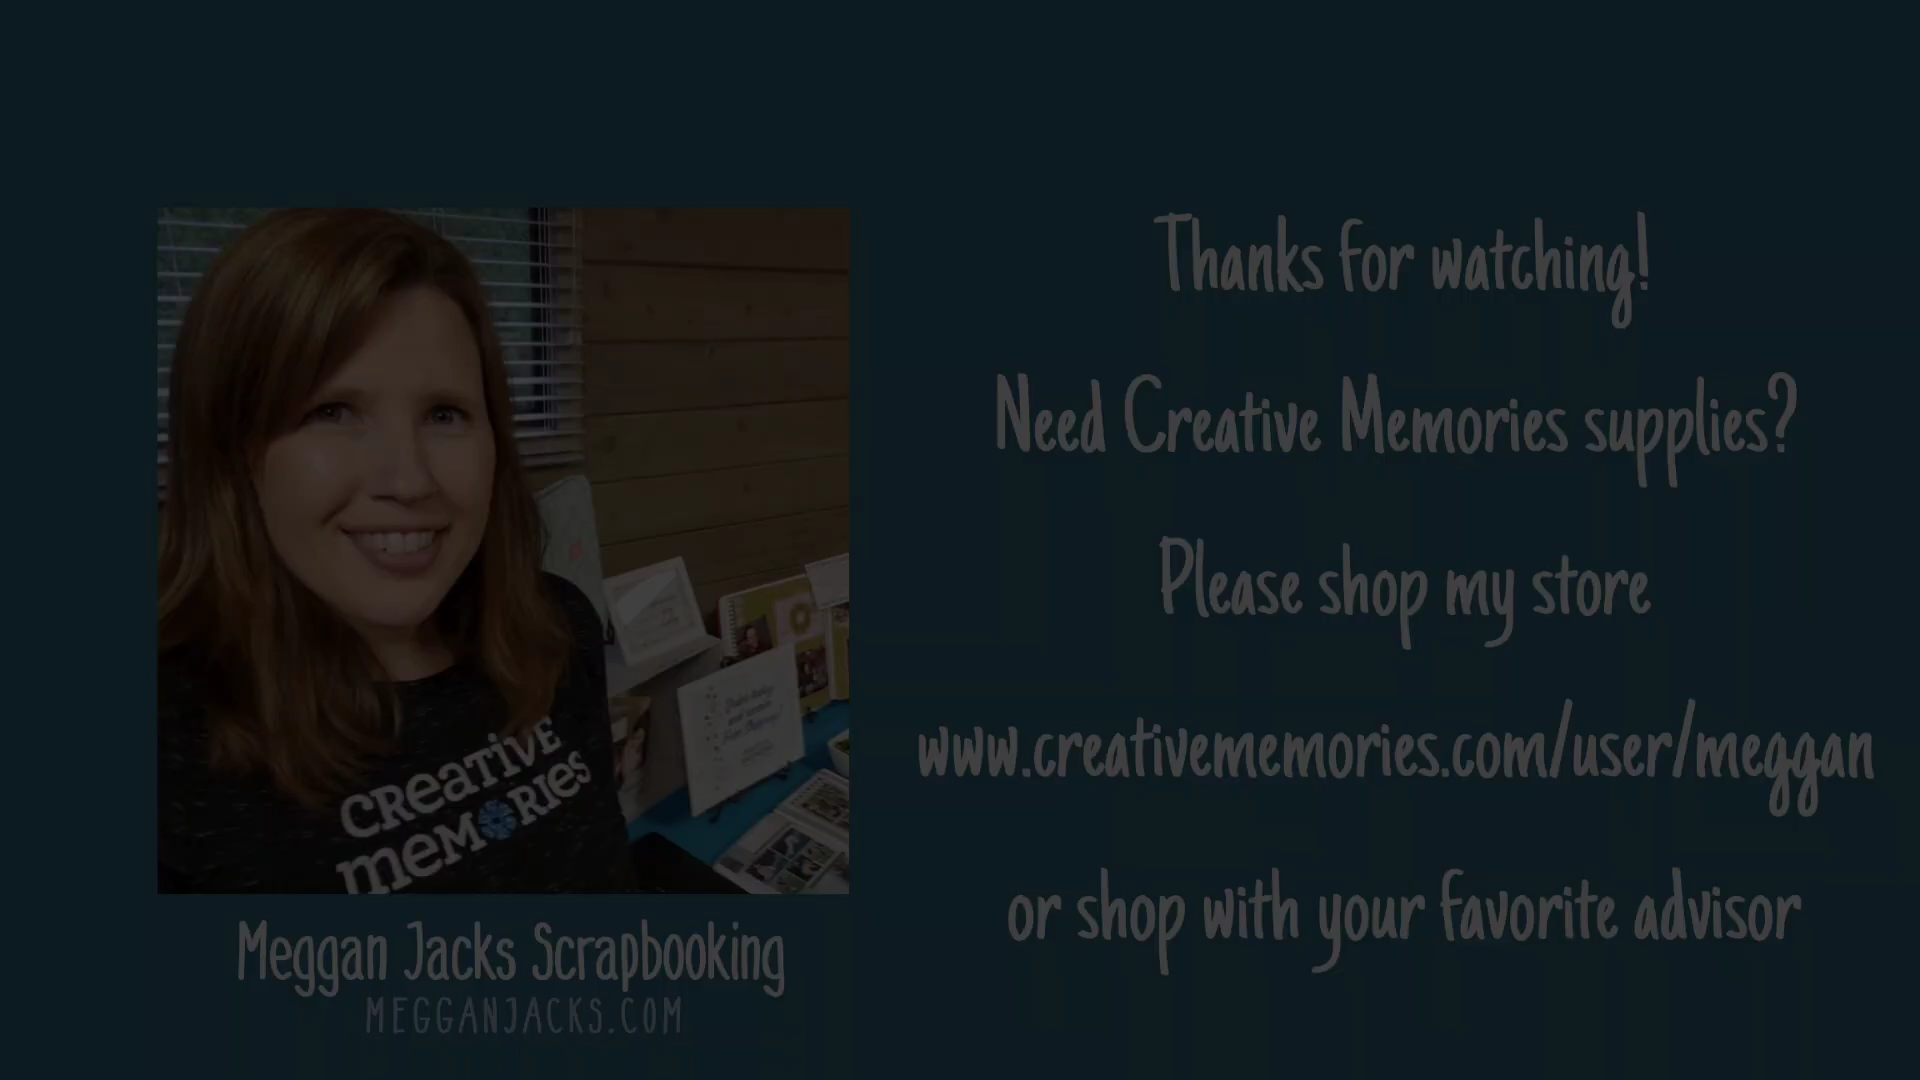 Thanks for watching!
Need Creative Memories supplies?
Please shop my store
www.creativememories.com/user/meggan
or shop with your favorite advisor
CREATIVE
MEMORIES
Meggan Jacks Scrapbooking
MEGGANJACKS.COM